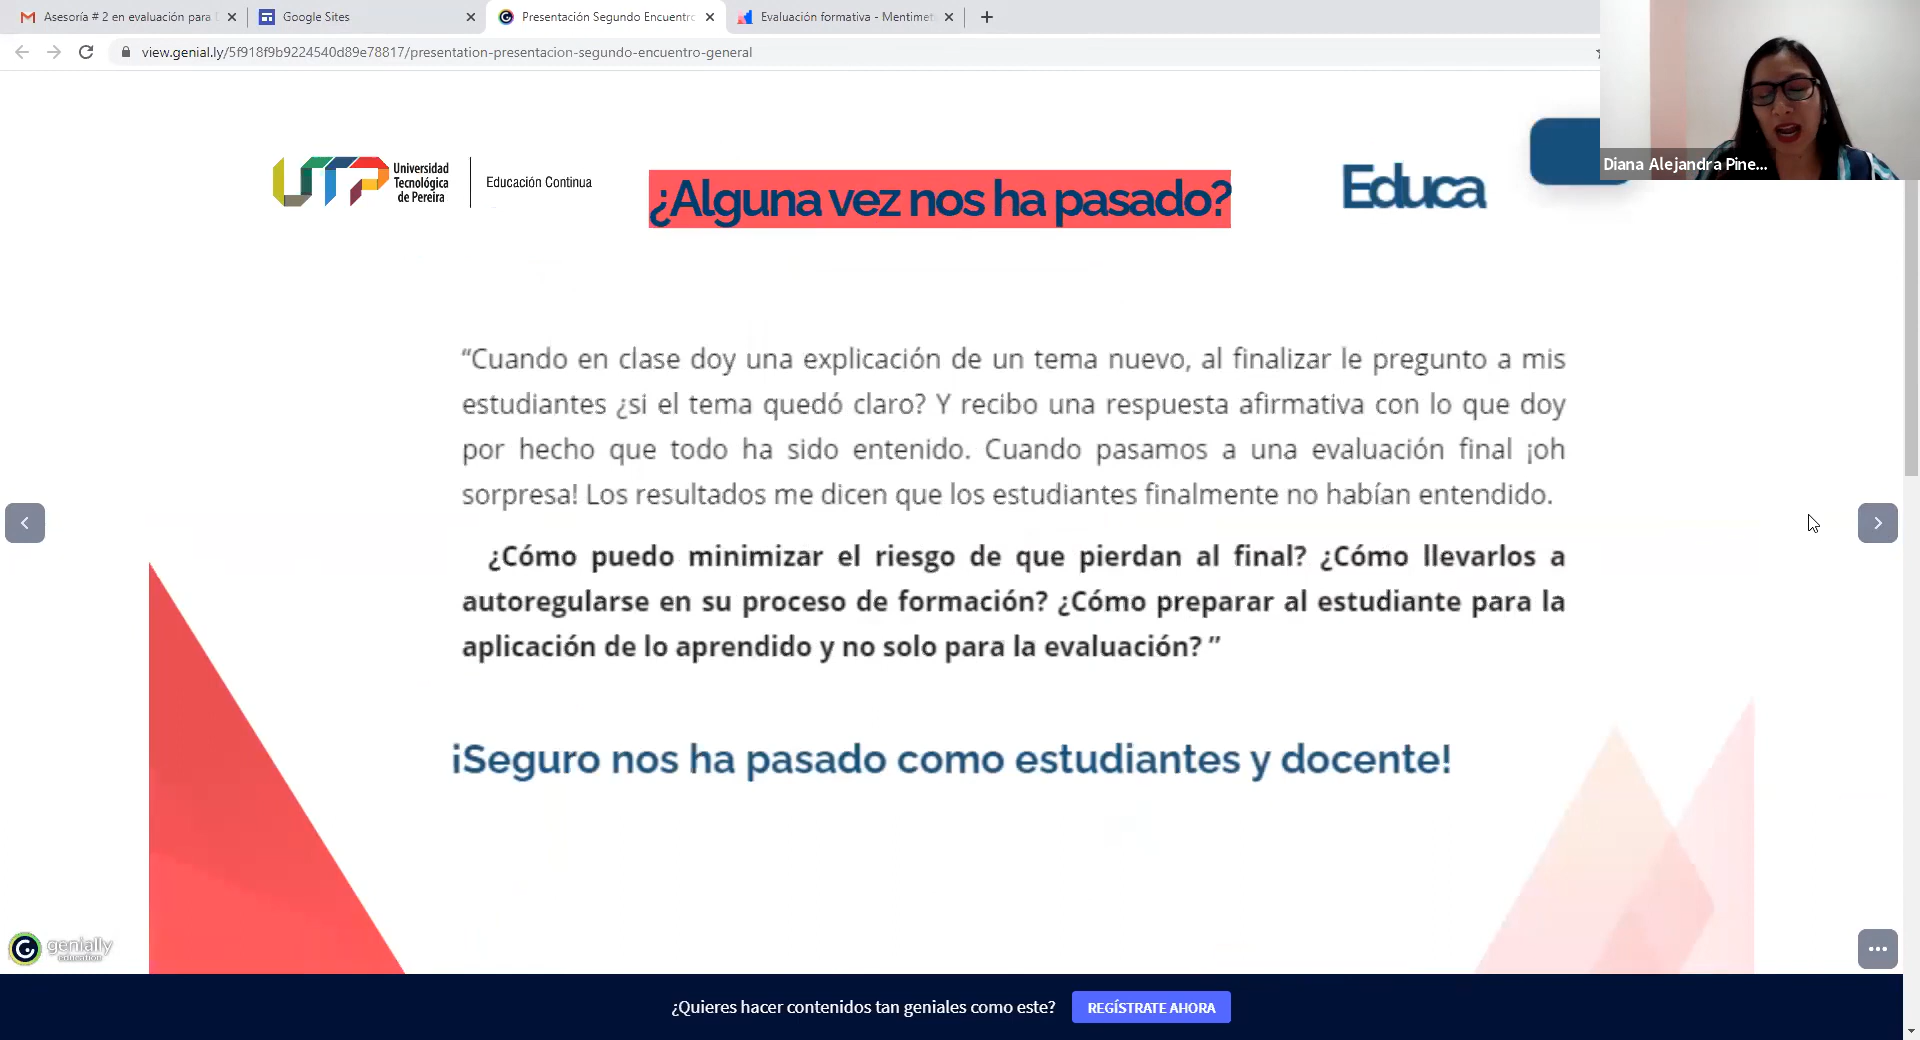 Asesoría # 2 en evaluación para
Google Sites
Presentación Segundo Encuentro
Evaluación formativa - Mentimet
view.genial.ly/5f918f9b9224540d89e78817/presentation-presentacion-segundo-encuentro-general
Diana Alejandra Pine...
UTP
Universidad
Tecnológica
de Pereira
Educación Continua
¿Alguna vez nos ha pasado?
Educa
“Cuando en clase doy una explicación de un tema nuevo, al finalizar le pregunto a mis
estudiantes ¿si el tema quedó claro? Y recibo una respuesta afirmativa con lo que doy
por hecho que todo ha sido entenido. Cuando pasamos a una evaluación final ¡oh
sorpresa! Los resultados me dicen que los estudiantes finalmente no habían entendido.
¿Cómo puedo minimizar el riesgo de que pierdan al final? ¿Cómo llevarlos a
autoregularse en su proceso de formación? ¿Cómo preparar al estudiante para la
aplicación de lo aprendido y no solo para la evaluación? ”
¡Seguro nos ha pasado como estudiantes y docente!
genially
education
¿Quieres hacer contenidos tan geniales como este?
REGÍSTRATE AHORA